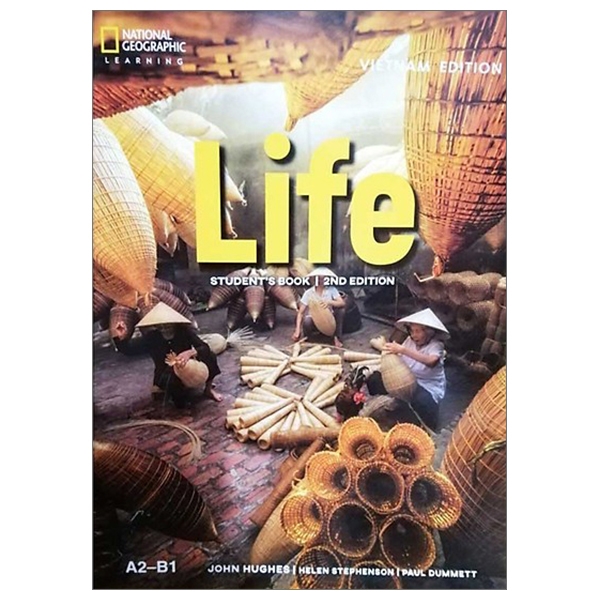 NATIONAL
GEOGRAPHIC
LEARNING
VIETNAM EDITION
Life
STUDENT'S BOOK | 2ND EDITION
A2–B1
JOHN HUGHES | HELEN STEPHENSON | PAUL DUMMETT